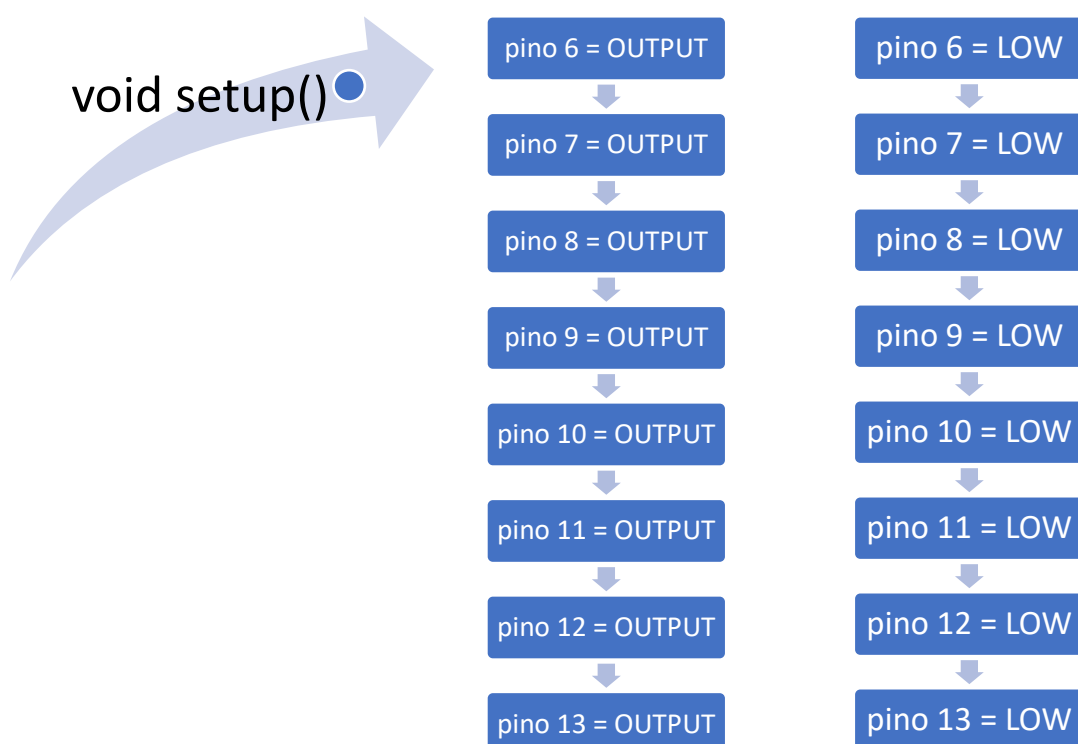 void setup()
pino 6 = OUTPUT
pino 7 = OUTPUT
pino 8 = OUTPUT
pino 9 = OUTPUT
pino 10 = OUTPUT
pino 11 = OUTPUT
pino 12 = OUTPUT
pino 13 = OUTPUT
pino 6 = LOW
pino 7 = LOW
pino 8 = LOW
pino 9 = LOW
pino 10 = LOW
pino 11 = LOW
pino 12 = LOW
pino 13 = LOW